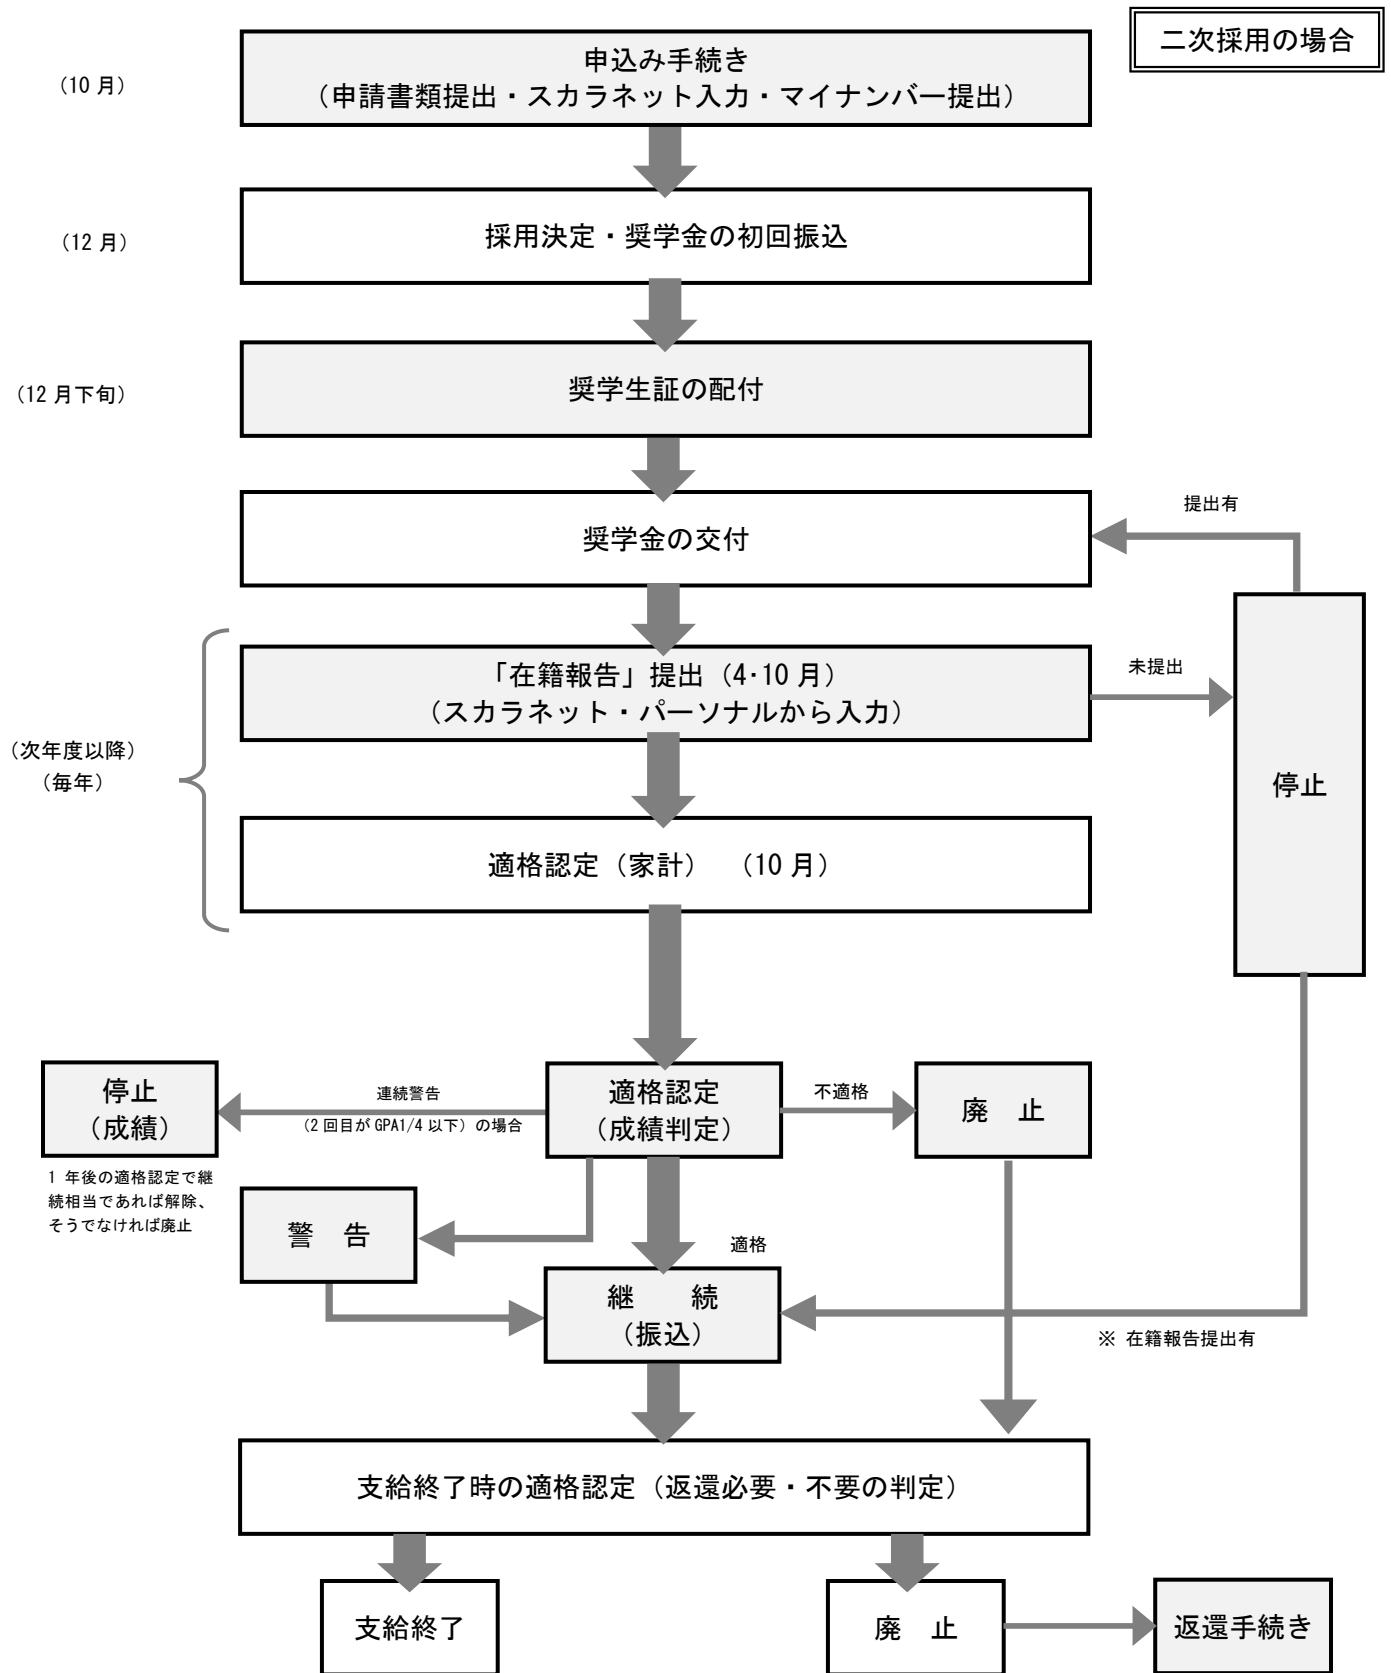 二次採用の場合
（10 月）
申込み手続き
（申請書類提出・スカラネット入力・マイナンバー提出）
（12 月）
採用決定・奨学金の初回振込
（12 月下旬）
奨学生証の配付
奨学金の交付
提出有
「在籍報告」提出（4･10 月）
（スカラネット・パーソナルから入力）
未提出
（次年度以降）
（毎年）
停止
適格認定（家計）　（10 月）
停止
（成績）
連続警告
（2 回目が GPA1/4 以下）の場合
適格認定
（成績判定）
不適格
廃　止
1 年後の適格認定で継
続相当であれば解除、
そうでなければ廃止
警　告
適格
継　　続
（振込）
※ 在籍報告提出有
支給終了時の適格認定（返還必要・不要の判定）
支給終了
廃　止
返還手続き